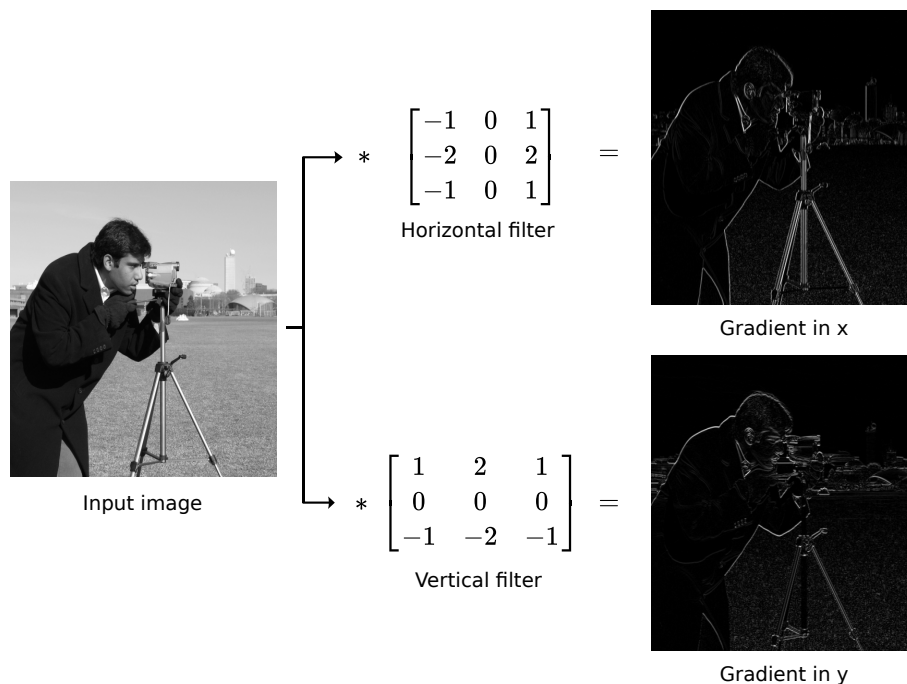 * [ −1 0 1
−2 0 2
−1 0 1 ] =
Horizontal filter
Gradient in x
Input image
* [ 1 2 1
0 0 0
−1 −2 −1 ] =
Vertical filter
Gradient in y